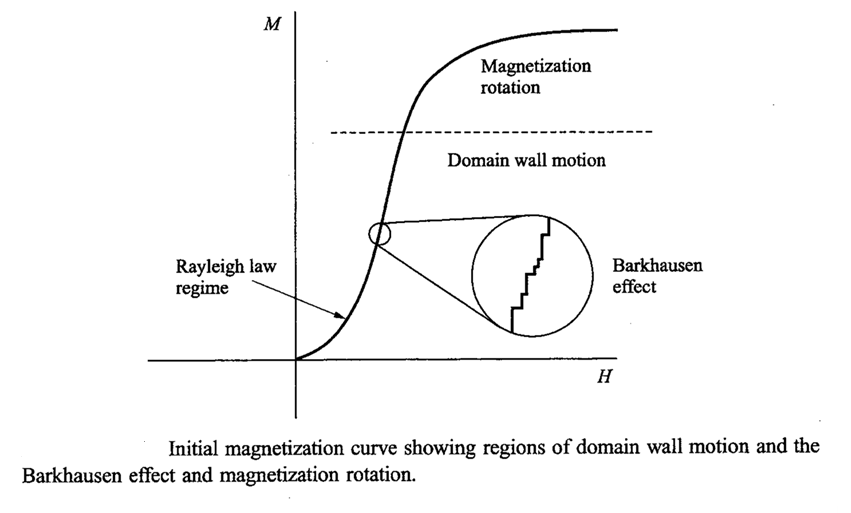 M
Magnetization
rotation
Domain wall motion
Rayleigh law
regime
Barkhausen
effect
H
Initial magnetization curve showing regions of domain wall motion and the
Barkhausen effect and magnetization rotation.